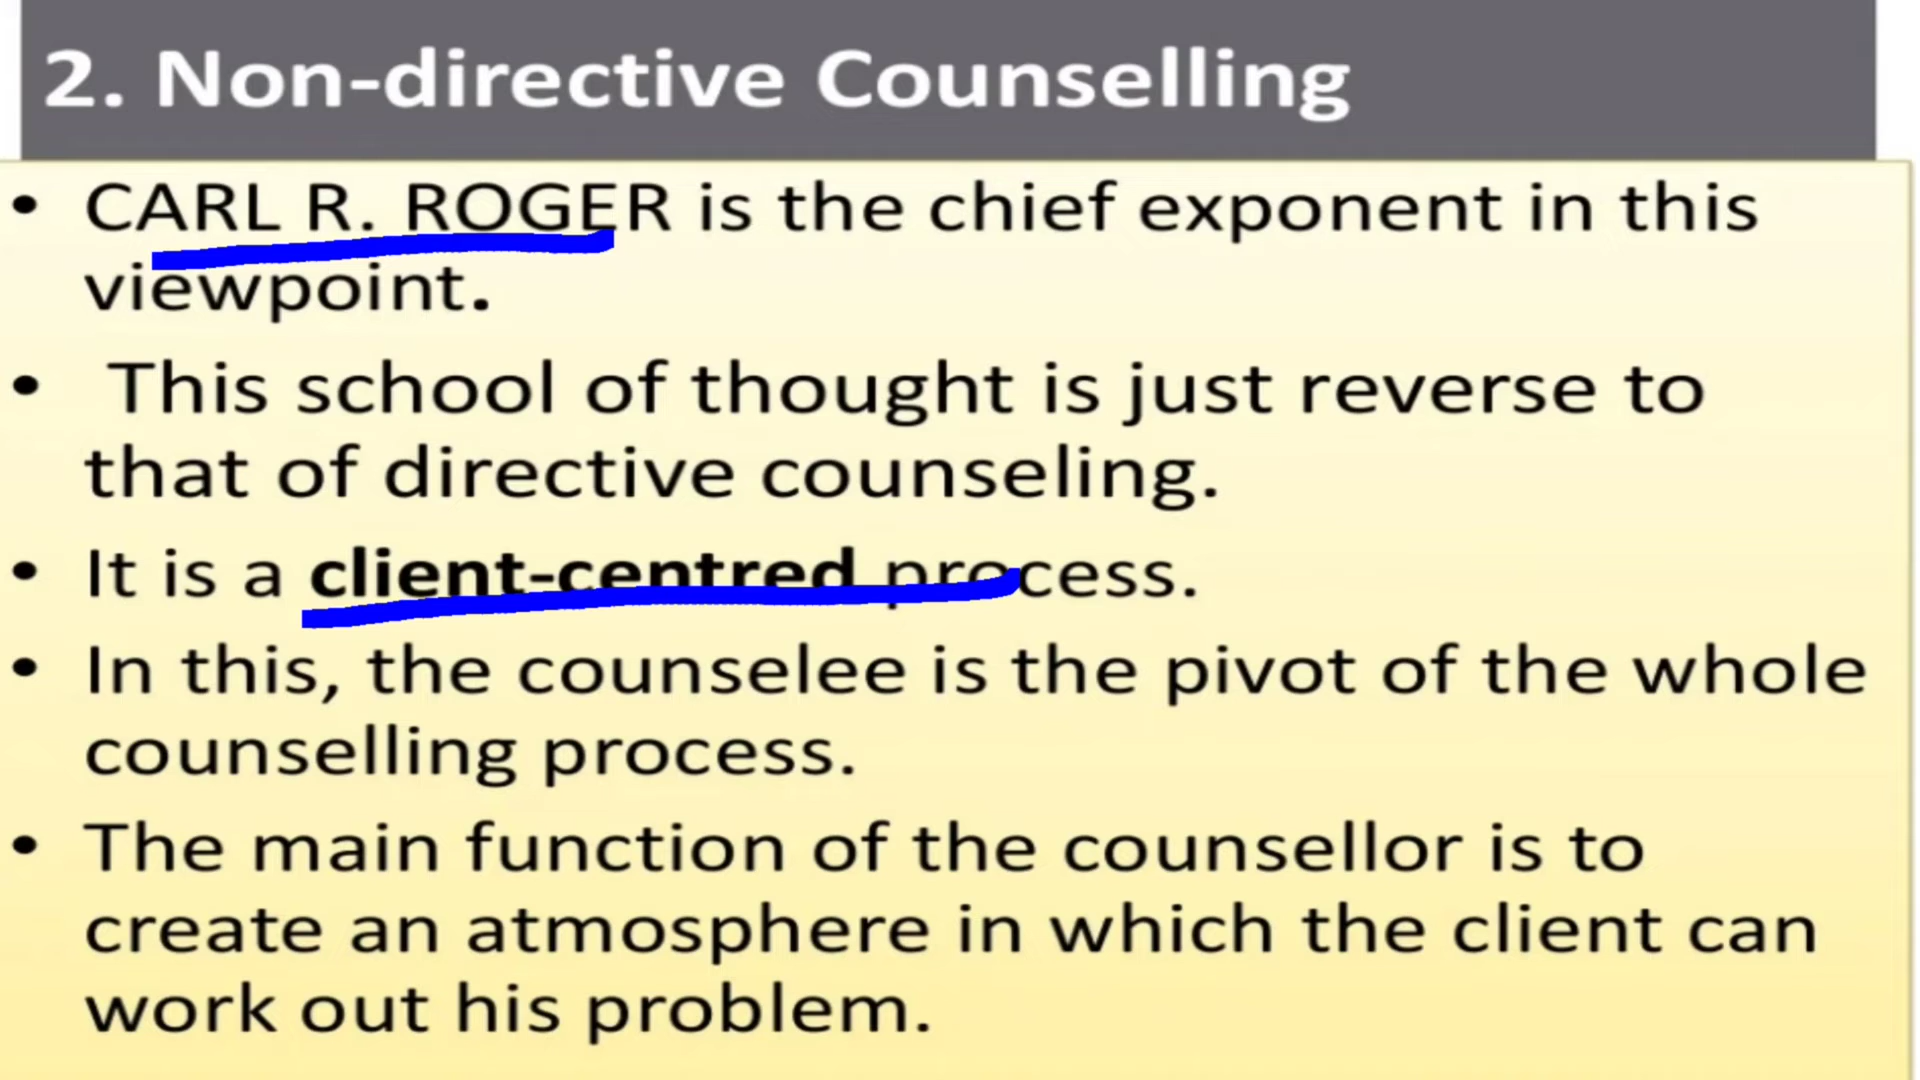 2. Non-directive Counselling
• CARL R. ROGER is the chief exponent in this
viewpoint.
• This school of thought is just reverse to
that of directive counseling.
• It is a client-centred process.
• In this, the counselee is the pivot of the whole
counselling process.
• The main function of the counsellor is to
create an atmosphere in which the client can
work out his problem.